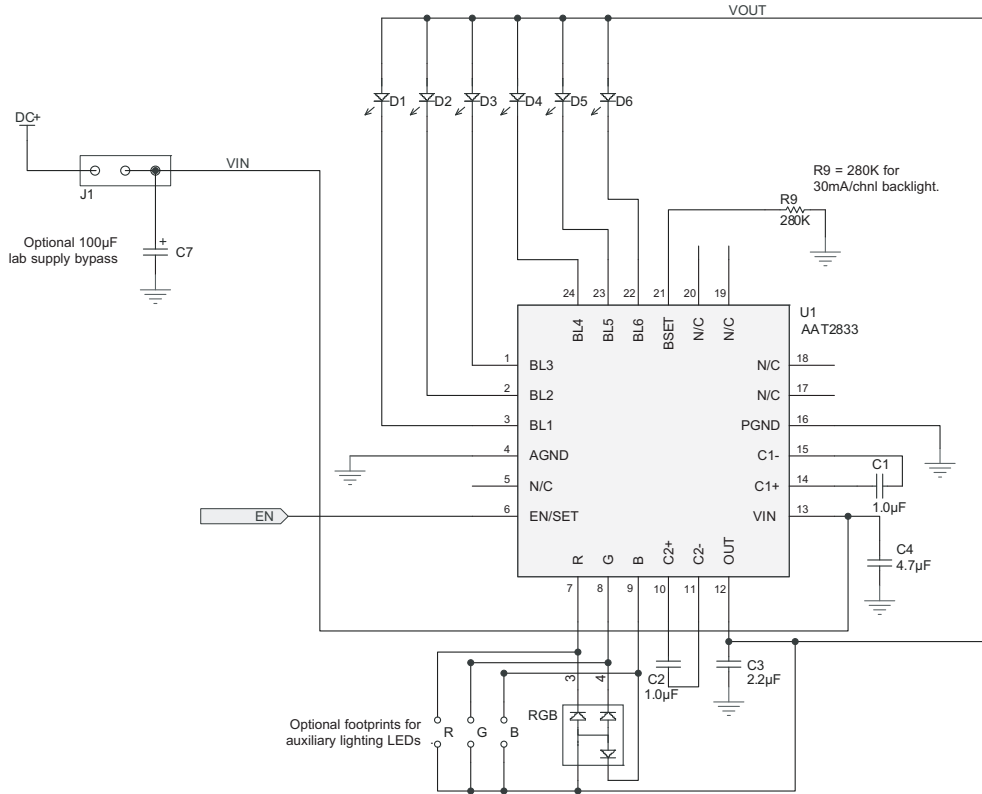 VOUT
D1
D2
D3
D4
D5
D6
DC+
J1
VIN
Optional 100µF
lab supply bypass
+
C7
R9 = 280K for
30mA/chnl backlight.
R9
280K
24
23
22
21
20
19
BL4
BL5
BL6
BSET
N/C
N/C
U1
AAT2833
1
BL3
2
BL2
3
BL1
4
AGND
5
N/C
6
EN/SET
EN
N/C
18
N/C
17
PGND
16
C1-
15
C1+
14
VIN
13
C1
1.0µF
C4
4.7µF
R
G
B
C2+
C2-
OUT
7
8
9
10
11
12
C2
1.0µF
C3
2.2µF
3
4
RGB
Optional footprints for
auxiliary lighting LEDs
R
G
B